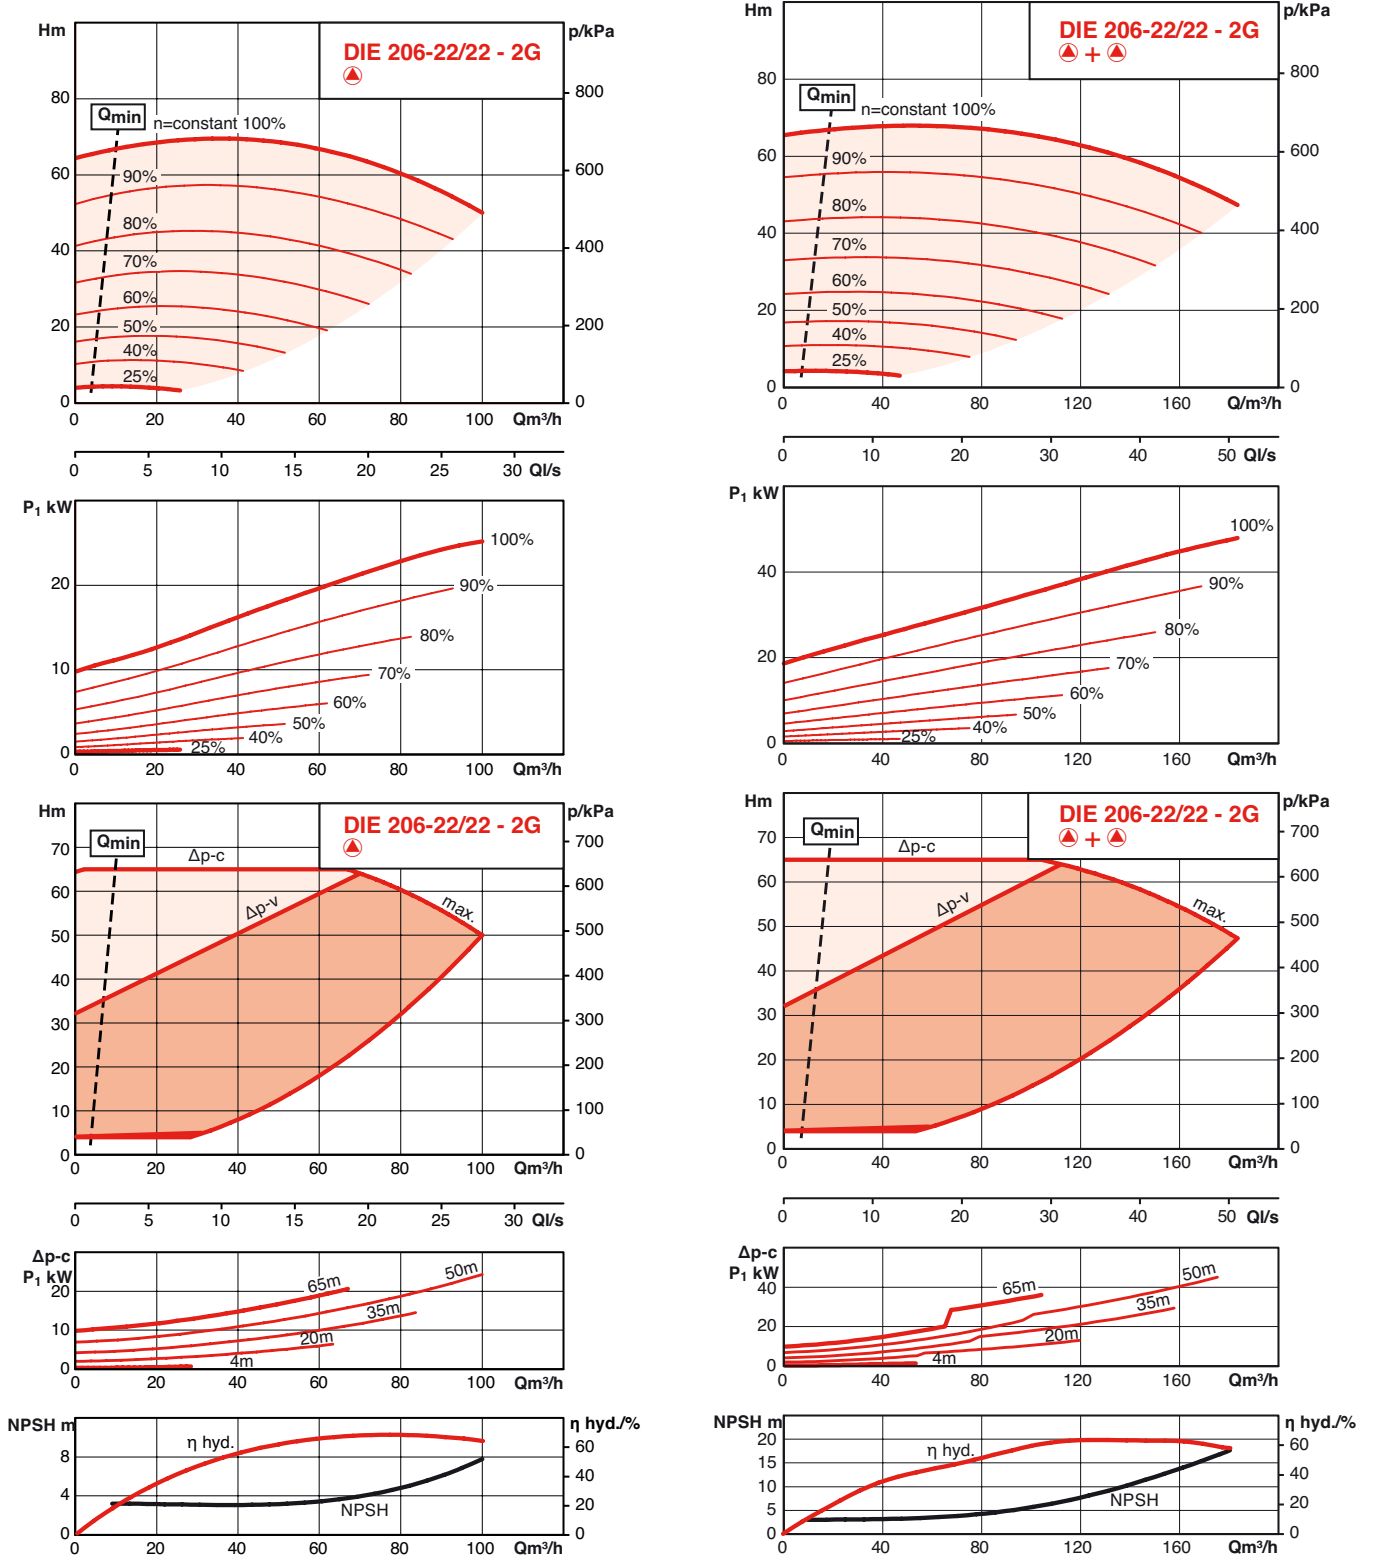 Hm
p/kPa
DIE 206-22/22 - 2G
80
800
Qmin
n=constant 100%
60
600
90%
80%
40
400
70%
60%
20
200
50%
40%
25%
0
0
0 20 40 60 80 100 Qm³/h
0 5 10 15 20 25 30 Ql/s
P₁ kW
100%
20
90%
80%
10
70%
60%
50%
40%
25%
0
0 20 40 60 80 100 Qm³/h
Hm
p/kPa
DIE 206-22/22 - 2G
70
700
Qmin
Δp-c
60
600
Δp-v
max.
50
500
40
400
30
300
20
200
10
100
0
0
0 20 40 60 80 100 Qm³/h
0 5 10 15 20 25 30 Ql/s
Δp-c
P₁ kW
20
65m
50m
35m
10
20m
4m
0
0 20 40 60 80 100 Qm³/h
NPSH m
η hyd./%
η hyd.
60
8
40
4
20
NPSH
0
0
0 20 40 60 80 100 Qm³/h
Hm
p/kPa
DIE 206-22/22 - 2G
+
80
800
Qmin
n=constant 100%
60
600
90%
80%
40
400
70%
60%
20
200
50%
40%
25%
0
0
0 40 80 120 160 Q/m³/h
0 10 20 30 40 50 Ql/s
P₁ kW
100%
40
90%
80%
20
70%
60%
50%
40%
25%
0
0 40 80 120 160 Qm³/h
Hm
p/kPa
DIE 206-22/22 - 2G
+
70
700
Qmin
Δp-c
60
600
Δp-v
max.
50
500
40
400
30
300
20
200
10
100
0
0
0 40 80 120 160 Qm³/h
0 10 20 30 40 50 Ql/s
Δp-c
P₁ kW
40
65m
50m
35m
20
20m
4m
0
0 40 80 120 160 Qm³/h
NPSH m
η hyd./%
20
60
η hyd.
15
40
10
NPSH
20
5
0
0
0 40 80 120 160 Qm³/h